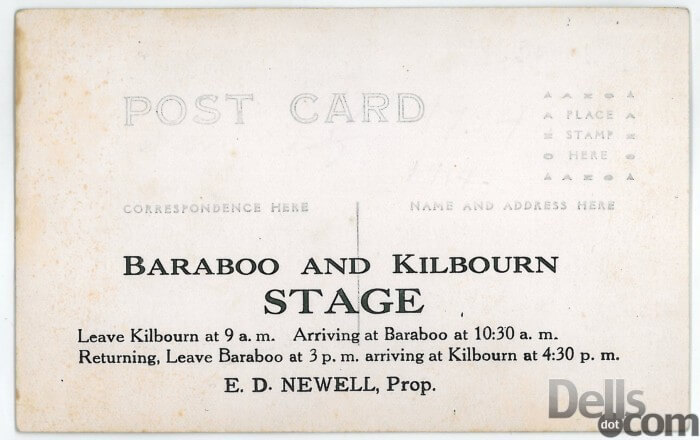 POST CARD
PLACE
STAMP
HERE
CORRESPONDENCE HERE
NAME AND ADDRESS HERE
BARABOO AND KILBOURN
STAGE
Leave Kilbourn at 9 a. m. Arriving at Baraboo at 10:30 a. m.
Returning, Leave Baraboo at 3 p. m. arriving at Kilbourn at 4:30 p. m.
E. D. NEWELL, Prop.
Dells
dot com